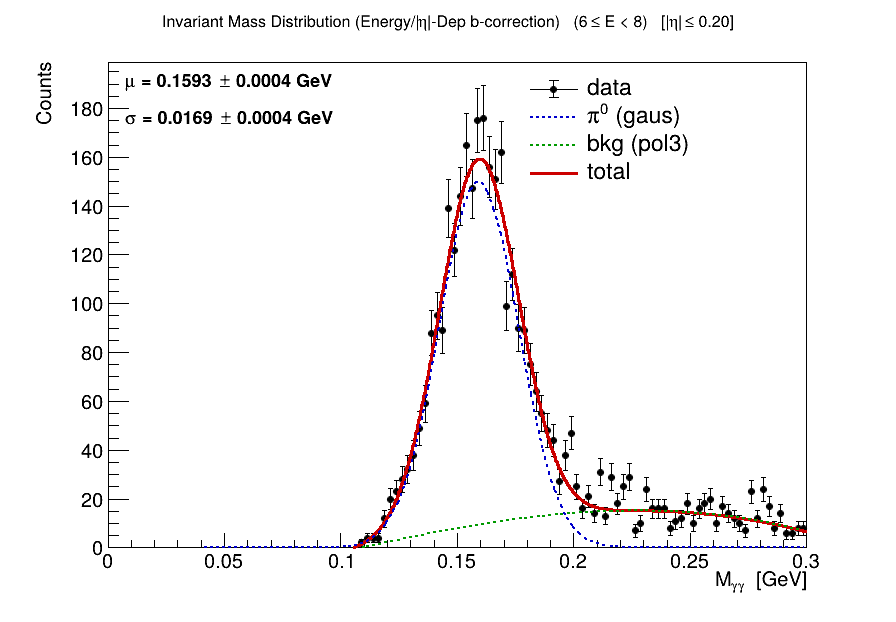 Invariant Mass Distribution (Energy/|η|-Dep b-correction) (6 ≤ E < 8) [|η| ≤ 0.20]
Counts
μ = 0.1593 ± 0.0004 GeV
σ = 0.0169 ± 0.0004 GeV
data
π⁰ (gaus)
bkg (pol3)
total
180
160
140
120
100
80
60
40
20
0
0 0.05 0.1 0.15 0.2 0.25 0.3
Mγγ [GeV]